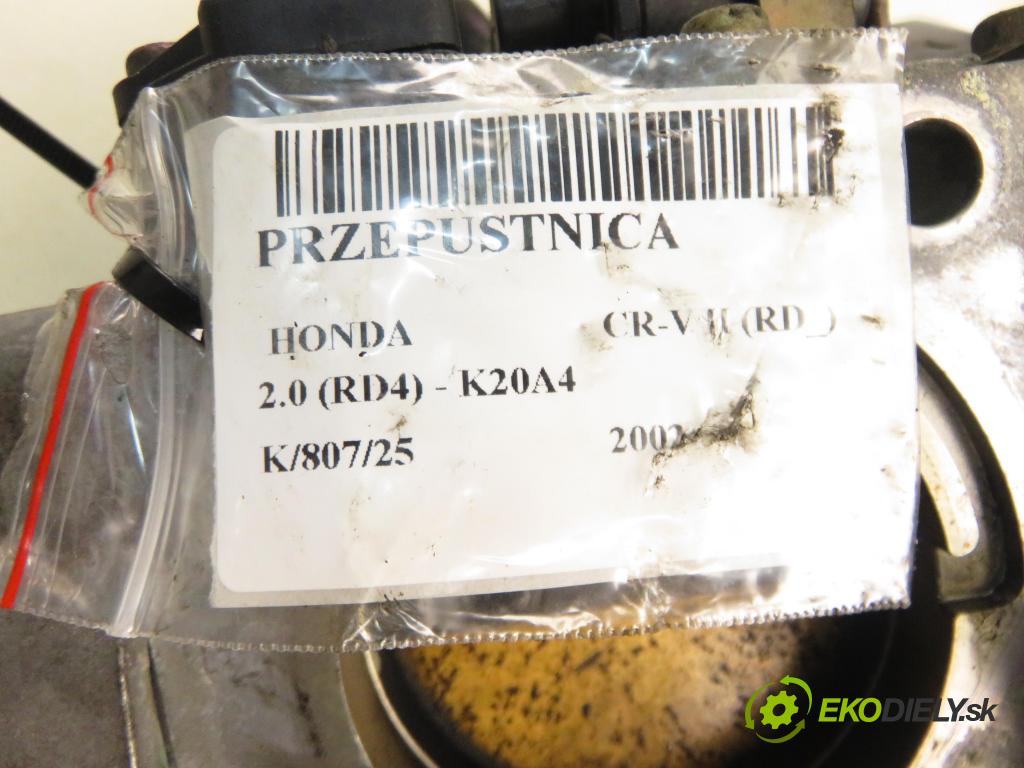 PRZEPUSTNICA
HONDA CR-V II (RD_)
2.0 (RD4) - K20A4
K/807/25 2002
EKODIELY.sk